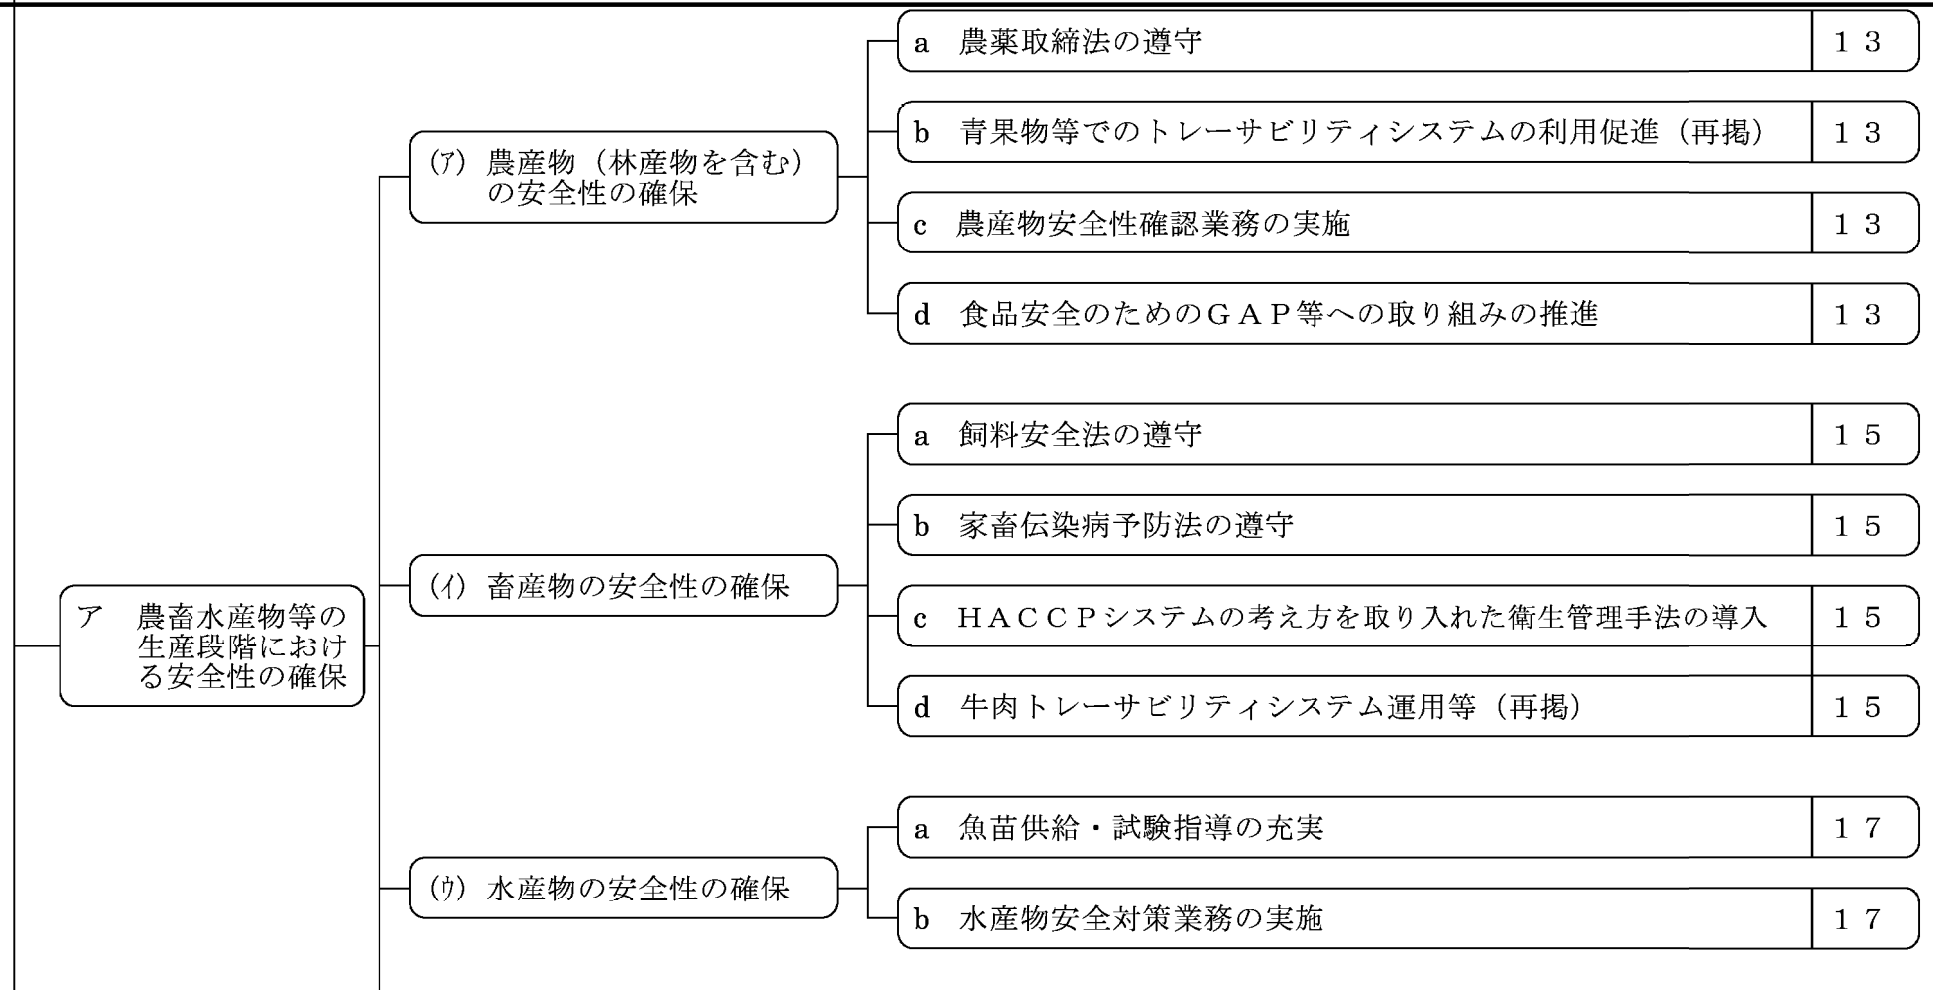 ア　農畜水産物等の
生産段階におけ
る安全性の確保
(ｱ) 農産物（林産物を含む）
の安全性の確保
a　農薬取締法の遵守　１３
b　青果物等でのトレーサビリティシステムの利用促進（再掲）　１３
c　農産物安全性確認業務の実施　１３
d　食品安全のためのＧＡＰ等への取り組みの推進　１３
(ｲ) 畜産物の安全性の確保
a　飼料安全法の遵守　１５
b　家畜伝染病予防法の遵守　１５
c　ＨＡＣＣＰシステムの考え方を取り入れた衛生管理手法の導入　１５
d　牛肉トレーサビリティシステム運用等（再掲）　１５
(ｳ) 水産物の安全性の確保
a　魚苗供給・試験指導の充実　１７
b　水産物安全対策業務の実施　１７